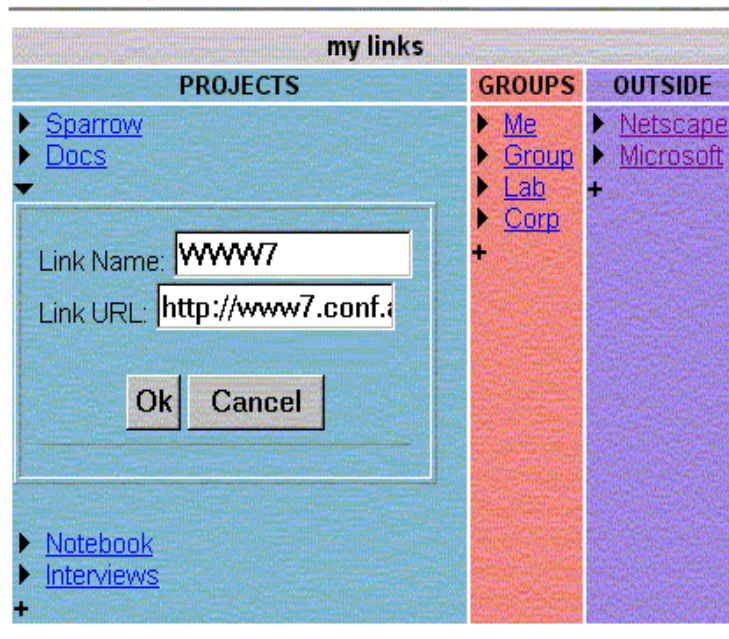 my links
PROJECTS
Sparrow
Docs
Link Name: WWW7
Link URL: http://www7.conf.
Ok Cancel
Notebook
Interviews
+
GROUPS
Me
Group
Lab
Corp
+
OUTSIDE
Netscape
Microsoft
+